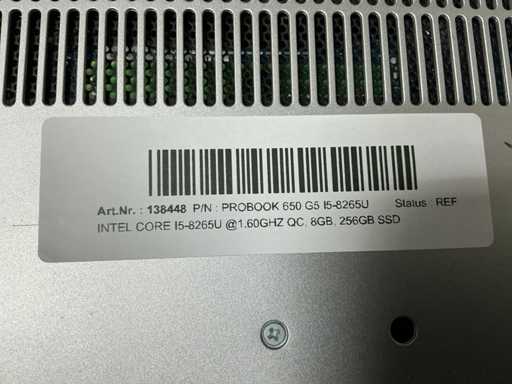 Art.Nr. : 138448 P/N : PROBOOK 650 G5 I5-8265U Status : REF
INTEL CORE I5-8265U @1.60GHZ QC, 8GB, 256GB SSD